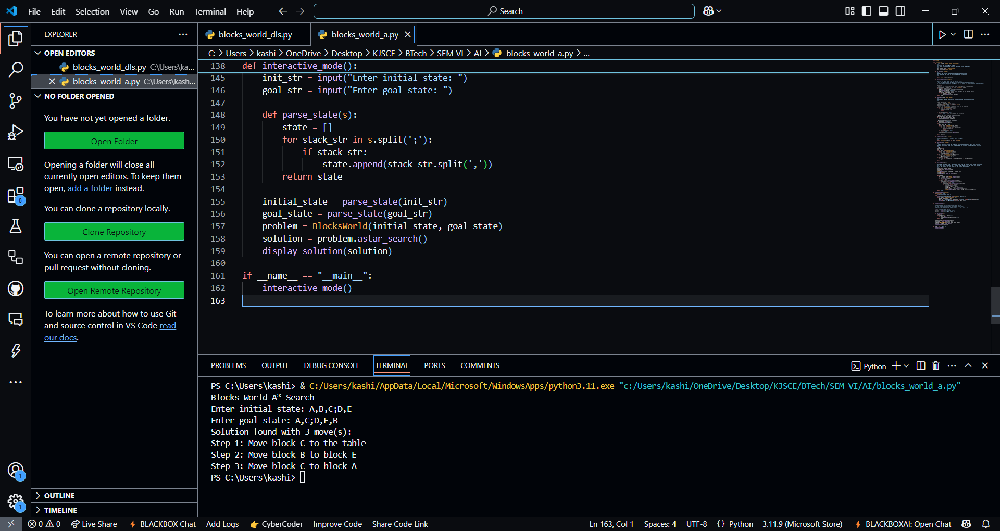 File Edit Selection View Go Run Terminal Help
Search
EXPLORER
OPEN EDITORS
blocks_world_dls.py C:\Users\ka...
blocks_world_a.py C:\Users\kash...
NO FOLDER OPENED
You have not yet opened a folder.
Open Folder
Opening a folder will close all
currently open editors. To keep them
open, add a folder instead.
You can clone a repository locally.
Clone Repository
You can open a remote repository or
pull request without cloning.
Open Remote Repository
To learn more about how to use Git
and source control in VS Code read
our docs.
OUTLINE
TIMELINE
8
1
1
blocks_world_dls.py
blocks_world_a.py
C: > Users > kashi > OneDrive > Desktop > KJSCE > BTech > SEM VI > AI > blocks_world_a.py > ...
138 def interactive_mode():
145 init_str = input("Enter initial state: ")
146 goal_str = input("Enter goal state: ")
147
148 def parse_state(s):
149 state = []
150 for stack_str in s.split(';'):
151 if stack_str:
152 state.append(stack_str.split(','))
153 return state
154
155 initial_state = parse_state(init_str)
156 goal_state = parse_state(goal_str)
157 problem = BlocksWorld(initial_state, goal_state)
158 solution = problem.astar_search()
159 display_solution(solution)
160
161 if __name__ == "__main__":
162 interactive_mode()
163
PROBLEMS OUTPUT DEBUG CONSOLE TERMINAL PORTS COMMENTS
Python
PS C:\Users\kashi> & C:/Users/kashi/AppData/Local/Microsoft/WindowsApps/python3.11.exe "c:/Users/kashi/OneDrive/Desktop/KJSCE/BTech/SEM VI/AI/blocks_world_a.py"
Blocks World A* Search
Enter initial state: A,B,C;D,E
Enter goal state: A,C;D,E,B
Solution found with 3 move(s):
Step 1: Move block C to the table
Step 2: Move block B to block E
Step 3: Move block C to block A
PS C:\Users\kashi>
0 0 Live Share BLACKBOX Chat Add Logs CyberCoder Improve Code Share Code Link Ln 163, Col 1 Spaces: 4 UTF-8 {} Python 3.11.9 (Microsoft Store) BLACKBOXAI: Open Chat